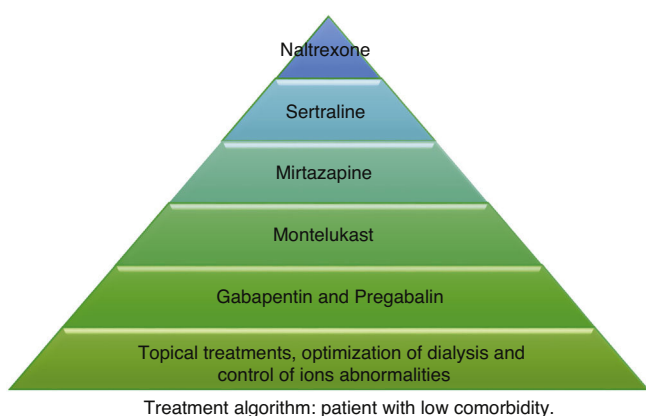 Naltrexone
Sertraline
Mirtazapine
Montelukast
Gabapentin and Pregabalin
Topical treatments, optimization of dialysis and
control of ions abnormalities
Treatment algorithm: patient with low comorbidity.